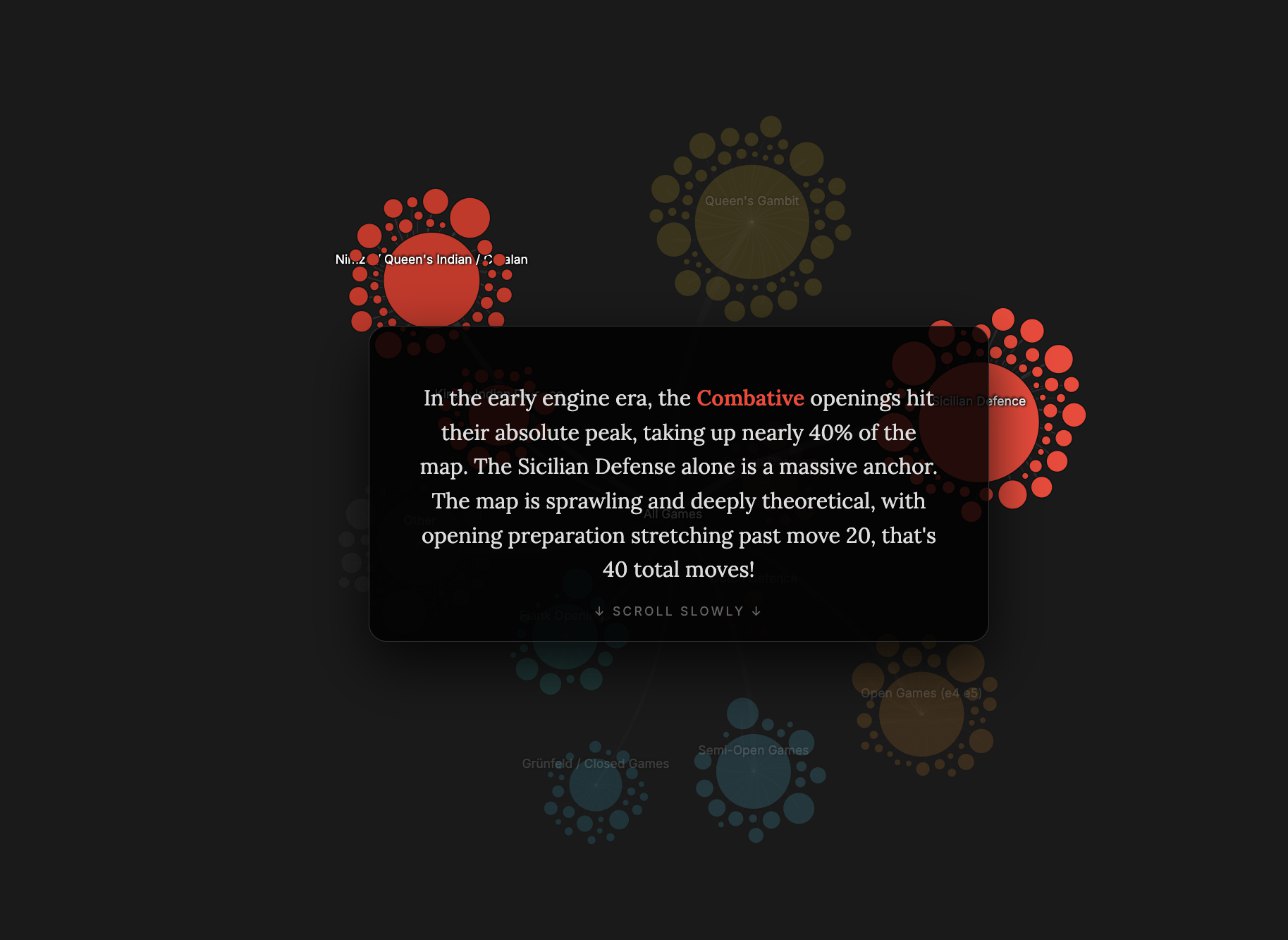 Queen's Gambit
Nimzo / Queen's Indian / Catalan
Sicilian Defence
In the early engine era, the Combative openings hit
their absolute peak, taking up nearly 40% of the
map. The Sicilian Defense alone is a massive anchor.
The map is sprawling and deeply theoretical, with
All Games
opening preparation stretching past move 20, that's
40 total moves!
↓ SCROLL SLOWLY ↓
Open Games (e4 e5)
Semi-Open Games
Grünfeld / Closed Games